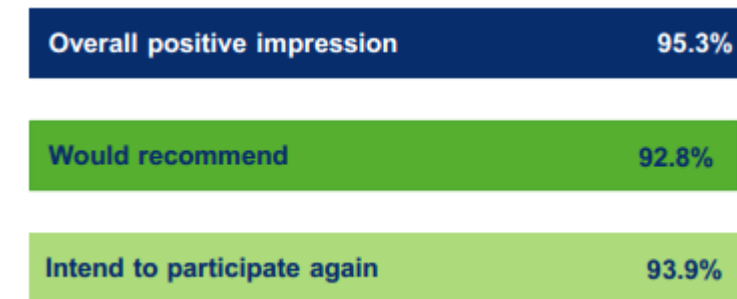 Overall positive impression 95.3%
Would recommend 92.8%
Intend to participate again 93.9%